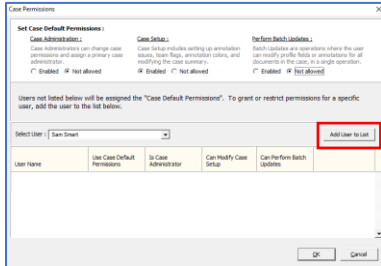 Case Permissions
Set Case Default Permissions :
Case Administration :
Case Administrators can change case
permissions and assign a primary case
administrator.
Enabled Not allowed
Case Setup :
Case Setup includes setting up annotation
issues, team flags, annotation colors, and
modifying the case summary.
Enabled Not allowed
Perform Batch Updates :
Batch Updates are operations where the user
can modify profile fields or annotations for all
documents in the case, in a single operation.
Enabled Not allowed
Users not listed below will be assigned the "Case Default Permissions". To grant or restrict permissions for a specific
user, add the user to the list below.
Select User : Sam Smart
Add User to List
User Name
Use Case Default
Permissions
Is Case
Administrator
Can Modify Case
Setup
Can Perform Batch
Updates
OK Cancel